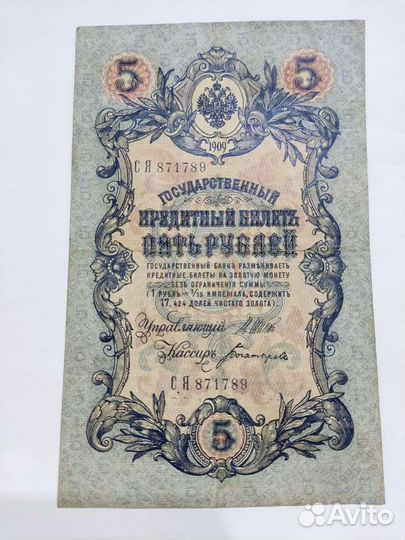 5 5
1909
СЯ 871789
ГОСУДАРСТВЕННЫЙ
КРЕДИТНЫЙ БИЛЕТЪ
ПЯТЬ РУБЛЕЙ
ГОСУДАРСТВЕННЫЙ БАНКЪ РАЗМѢНИВАЕТЪ
КРЕДИТНЫЕ БИЛЕТЫ НА ЗОЛОТУЮ МОНЕТУ
БЕЗЪ ОГРАНИЧЕНІЯ СУММЫ
(1 РУБЛЬ = 1/15 ИМПЕРІАЛА, СОДЕРЖИТЪ
17,424 ДОЛЕЙ ЧИСТАГО ЗОЛОТА).
Управляющій
Кассиръ
СЯ 871789
5
Avito